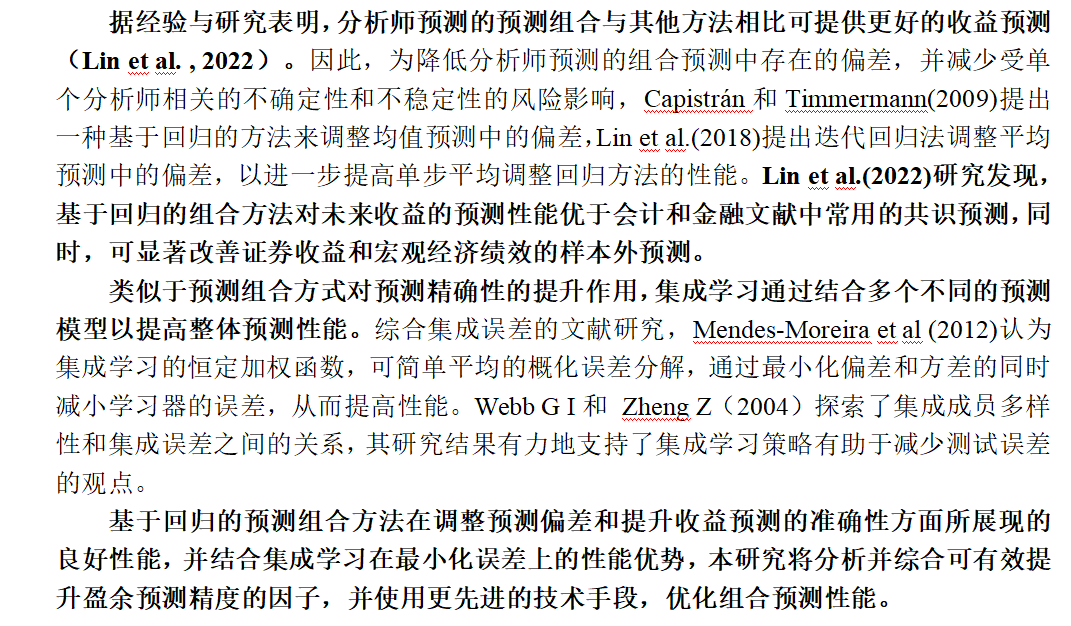 据经验与研究表明，分析师预测的预测组合与其他方法相比可提供更好的收益预测
（Lin et al. , 2022）。因此，为降低分析师预测的组合预测中存在的偏差，并减少受单
个分析师相关的不确定性和不稳定性的风险影响，Capistrán 和 Timmermann(2009)提出
一种基于回归的方法来调整均值预测中的偏差，Lin et al.(2018)提出迭代回归法调整平均
预测中的偏差，以进一步提高单步平均调整回归方法的性能。Lin et al.(2022)研究发现，
基于回归的组合方法对未来收益的预测性能优于会计和金融文献中常用的共识预测，同
时，可显著改善证券收益和宏观经济绩效的样本外预测。
类似于预测组合方式对预测精确性的提升作用，集成学习通过结合多个不同的预测
模型以提高整体预测性能。综合集成误差的文献研究，Mendes-Moreira et al (2012)认为
集成学习的恒定加权函数，可简单平均的概化误差分解，通过最小化偏差和方差的同时
减小学习器的误差，从而提高性能。Webb G I 和 Zheng Z（2004）探索了集成成员多样
性和集成误差之间的关系，其研究结果有力地支持了集成学习策略有助于减少测试误差
的观点。
基于回归的预测组合方法在调整预测偏差和提升收益预测的准确性方面所展现的
良好性能，并结合集成学习在最小化误差上的性能优势，本研究将分析并综合可有效提
升盈余预测精度的因子，并使用更先进的技术手段，优化组合预测性能。